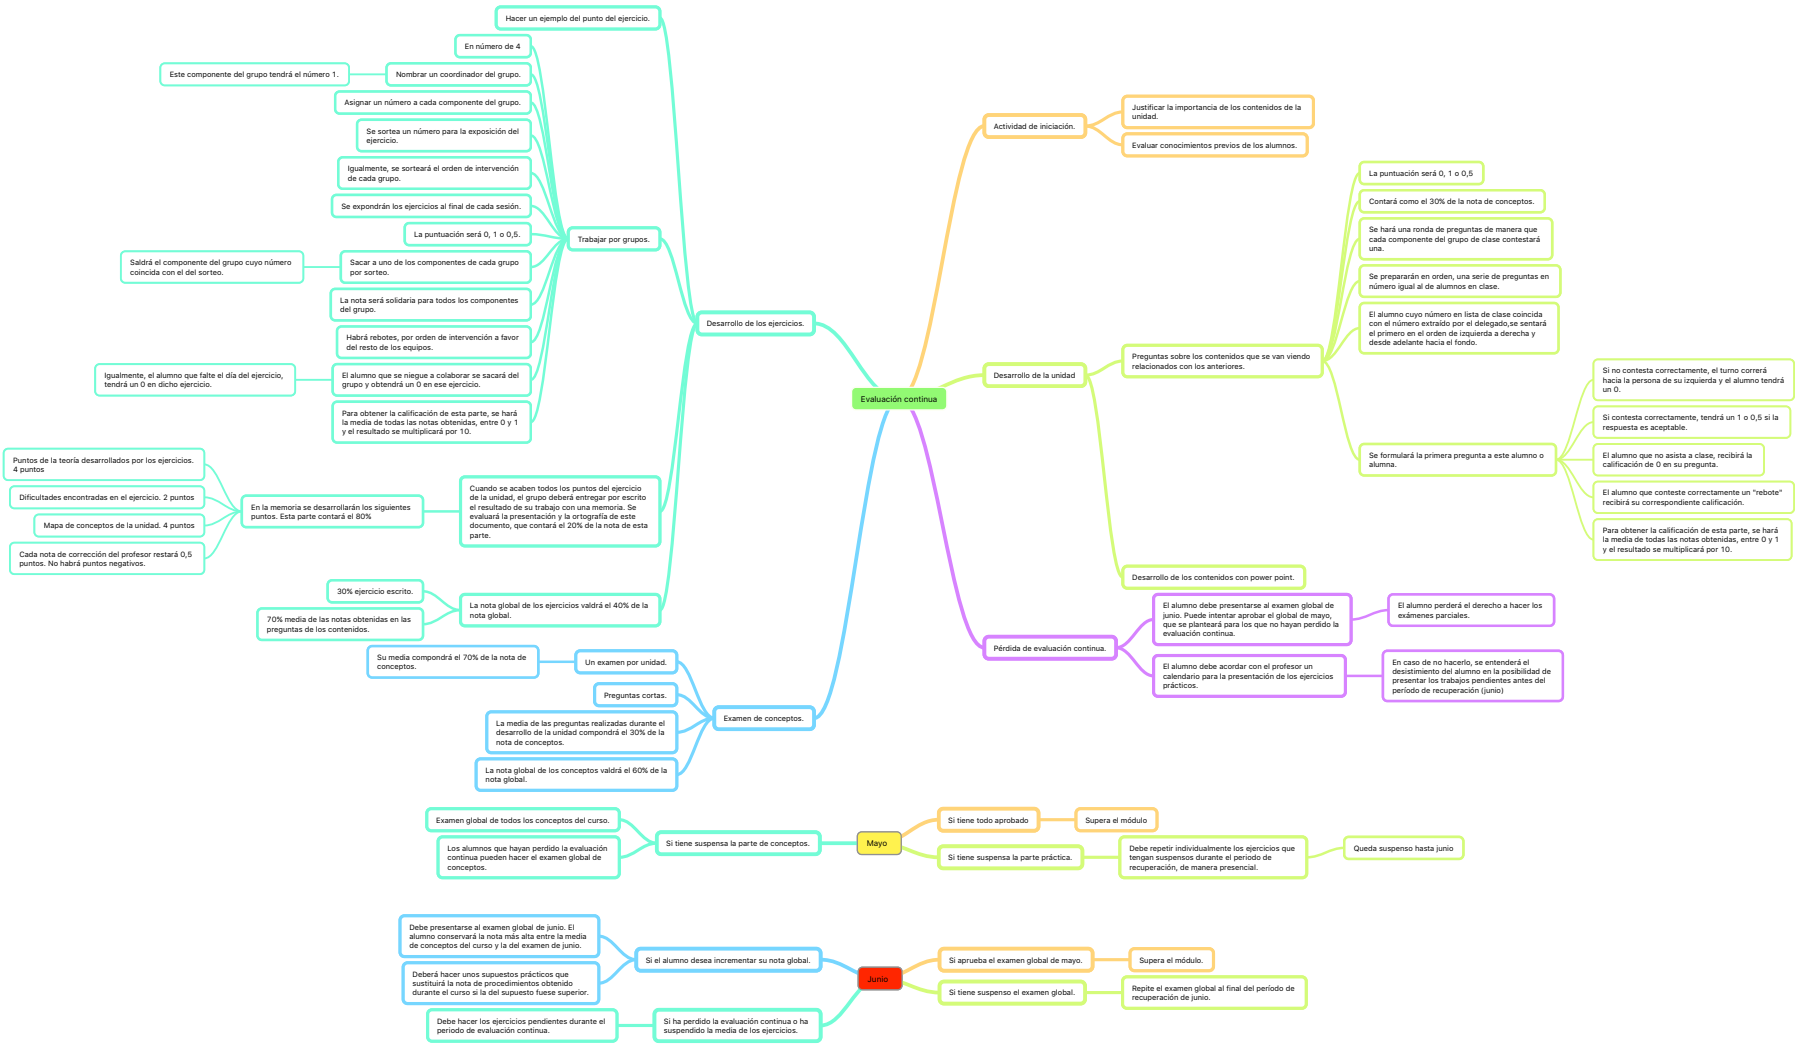 Evaluación continua
Actividad de iniciación.
Justificar la importancia de los contenidos de la
unidad.
Evaluar conocimientos previos de los alumnos.
Desarrollo de la unidad
Preguntas sobre los contenidos que se van viendo
relacionados con los anteriores.
La puntuación será 0, 1 o 0,5
Contará como el 30% de la nota de conceptos.
Se hará una ronda de preguntas de manera que
cada componente del grupo de clase contestará
una.
Se prepararán en orden, una serie de preguntas en
número igual al de alumnos en clase.
El alumno cuyo número en lista de clase coincida
con el número extraído por el delegado,se sentará
el primero en el orden de izquierda a derecha y
desde adelante hacia el fondo.
Se formulará la primera pregunta a este alumno o
alumna.
Si no contesta correctamente, el turno correrá
hacia la persona de su izquierda y el alumno tendrá
un 0.
Si contesta correctamente, tendrá un 1 o 0,5 si la
respuesta es aceptable.
El alumno que no asista a clase, recibirá la
calificación de 0 en su pregunta.
El alumno que conteste correctamente un "rebote"
recibirá su correspondiente calificación.
Para obtener la calificación de esta parte, se hará
la media de todas las notas obtenidas, entre 0 y 1
y el resultado se multiplicará por 10.
Desarrollo de los contenidos con power point.
Pérdida de evaluación continua.
El alumno debe presentarse al examen global de
junio. Puede intentar aprobar el global de mayo,
que se planteará para los que no hayan perdido la
evaluación continua.
El alumno perderá el derecho a hacer los
exámenes parciales.
El alumno debe acordar con el profesor un
calendario para la presentación de los ejercicios
prácticos.
En caso de no hacerlo, se entenderá el
desistimiento del alumno en la posibilidad de
presentar los trabajos pendientes antes del
período de recuperación (junio)
Desarrollo de los ejercicios.
Hacer un ejemplo del punto del ejercicio.
Trabajar por grupos.
En número de 4
Nombrar un coordinador del grupo.
Este componente del grupo tendrá el número 1.
Asignar un número a cada componente del grupo.
Se sortea un número para la exposición del
ejercicio.
Igualmente, se sorteará el orden de intervención
de cada grupo.
Se expondrán los ejercicios al final de cada sesión.
La puntuación será 0, 1 o 0,5.
Sacar a uno de los componentes de cada grupo
por sorteo.
Saldrá el componente del grupo cuyo número
coincida con el del sorteo.
La nota será solidaria para todos los componentes
del grupo.
Habrá rebotes, por orden de intervención a favor
del resto de los equipos.
El alumno que se niegue a colaborar se sacará del
grupo y obtendrá un 0 en ese ejercicio.
Igualmente, el alumno que falte el día del ejercicio,
tendrá un 0 en dicho ejercicio.
Para obtener la calificación de esta parte, se hará
la media de todas las notas obtenidas, entre 0 y 1
y el resultado se multiplicará por 10.
Cuando se acaben todos los puntos del ejercicio
de la unidad, el grupo deberá entregar por escrito
el resultado de su trabajo con una memoria. Se
evaluará la presentación y la ortografía de este
documento, que contará el 20% de la nota de esta
parte.
En la memoria se desarrollarán los siguientes
puntos. Esta parte contará el 80%
Puntos de la teoría desarrollados por los ejercicios.
4 puntos
Dificultades encontradas en el ejercicio. 2 puntos
Mapa de conceptos de la unidad. 4 puntos
Cada nota de corrección del profesor restará 0,5
puntos. No habrá puntos negativos.
La nota global de los ejercicios valdrá el 40% de la
nota global.
30% ejercicio escrito.
70% media de las notas obtenidas en las
preguntas de los contenidos.
Examen de conceptos.
Un examen por unidad.
Su media compondrá el 70% de la nota de
conceptos.
Preguntas cortas.
La media de las preguntas realizadas durante el
desarrollo de la unidad compondrá el 30% de la
nota de conceptos.
La nota global de los conceptos valdrá el 60% de la
nota global.
Mayo
Si tiene todo aprobado
Supera el módulo
Si tiene suspensa la parte práctica.
Debe repetir individualmente los ejercicios que
tengan suspensos durante el periodo de
recuperación, de manera presencial.
Queda suspenso hasta junio
Si tiene suspensa la parte de conceptos.
Examen global de todos los conceptos del curso.
Los alumnos que hayan perdido la evaluación
continua pueden hacer el examen global de
conceptos.
Junio
Si aprueba el examen global de mayo.
Supera el módulo.
Si tiene suspenso el examen global.
Repite el examen global al final del período de
recuperación de junio.
Si el alumno desea incrementar su nota global.
Debe presentarse al examen global de junio. El
alumno conservará la nota más alta entre la media
de conceptos del curso y la del examen de junio.
Deberá hacer unos supuestos prácticos que
sustituirá la nota de procedimientos obtenido
durante el curso si la del supuesto fuese superior.
Si ha perdido la evaluación continua o ha
suspendido la media de los ejercicios.
Debe hacer los ejercicios pendientes durante el
periodo de evaluación continua.